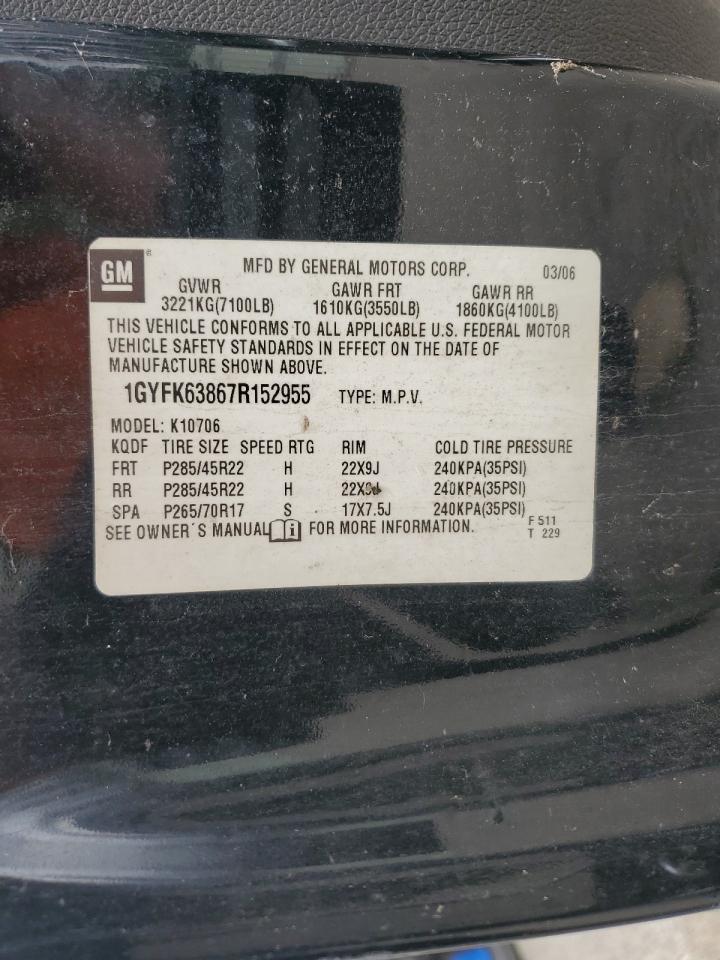 GM ® MFD BY GENERAL MOTORS CORP. 03/06
GVWR GAWR FRT GAWR RR
3221KG(7100LB) 1610KG(3550LB) 1860KG(4100LB)
THIS VEHICLE CONFORMS TO ALL APPLICABLE U.S. FEDERAL MOTOR
VEHICLE SAFETY STANDARDS IN EFFECT ON THE DATE OF
MANUFACTURE SHOWN ABOVE.
1GYFK63867R152955 TYPE: M.P.V.
MODEL: K10706
KQDF TIRE SIZE SPEED RTG RIM COLD TIRE PRESSURE
FRT P285/45R22 H 22X9J 240KPA(35PSI)
RR P285/45R22 H 22X9J 240KPA(35PSI)
SPA P265/70R17 S 17X7.5J 240KPA(35PSI)
SEE OWNER'S MANUAL FOR MORE INFORMATION. F 511
T 229